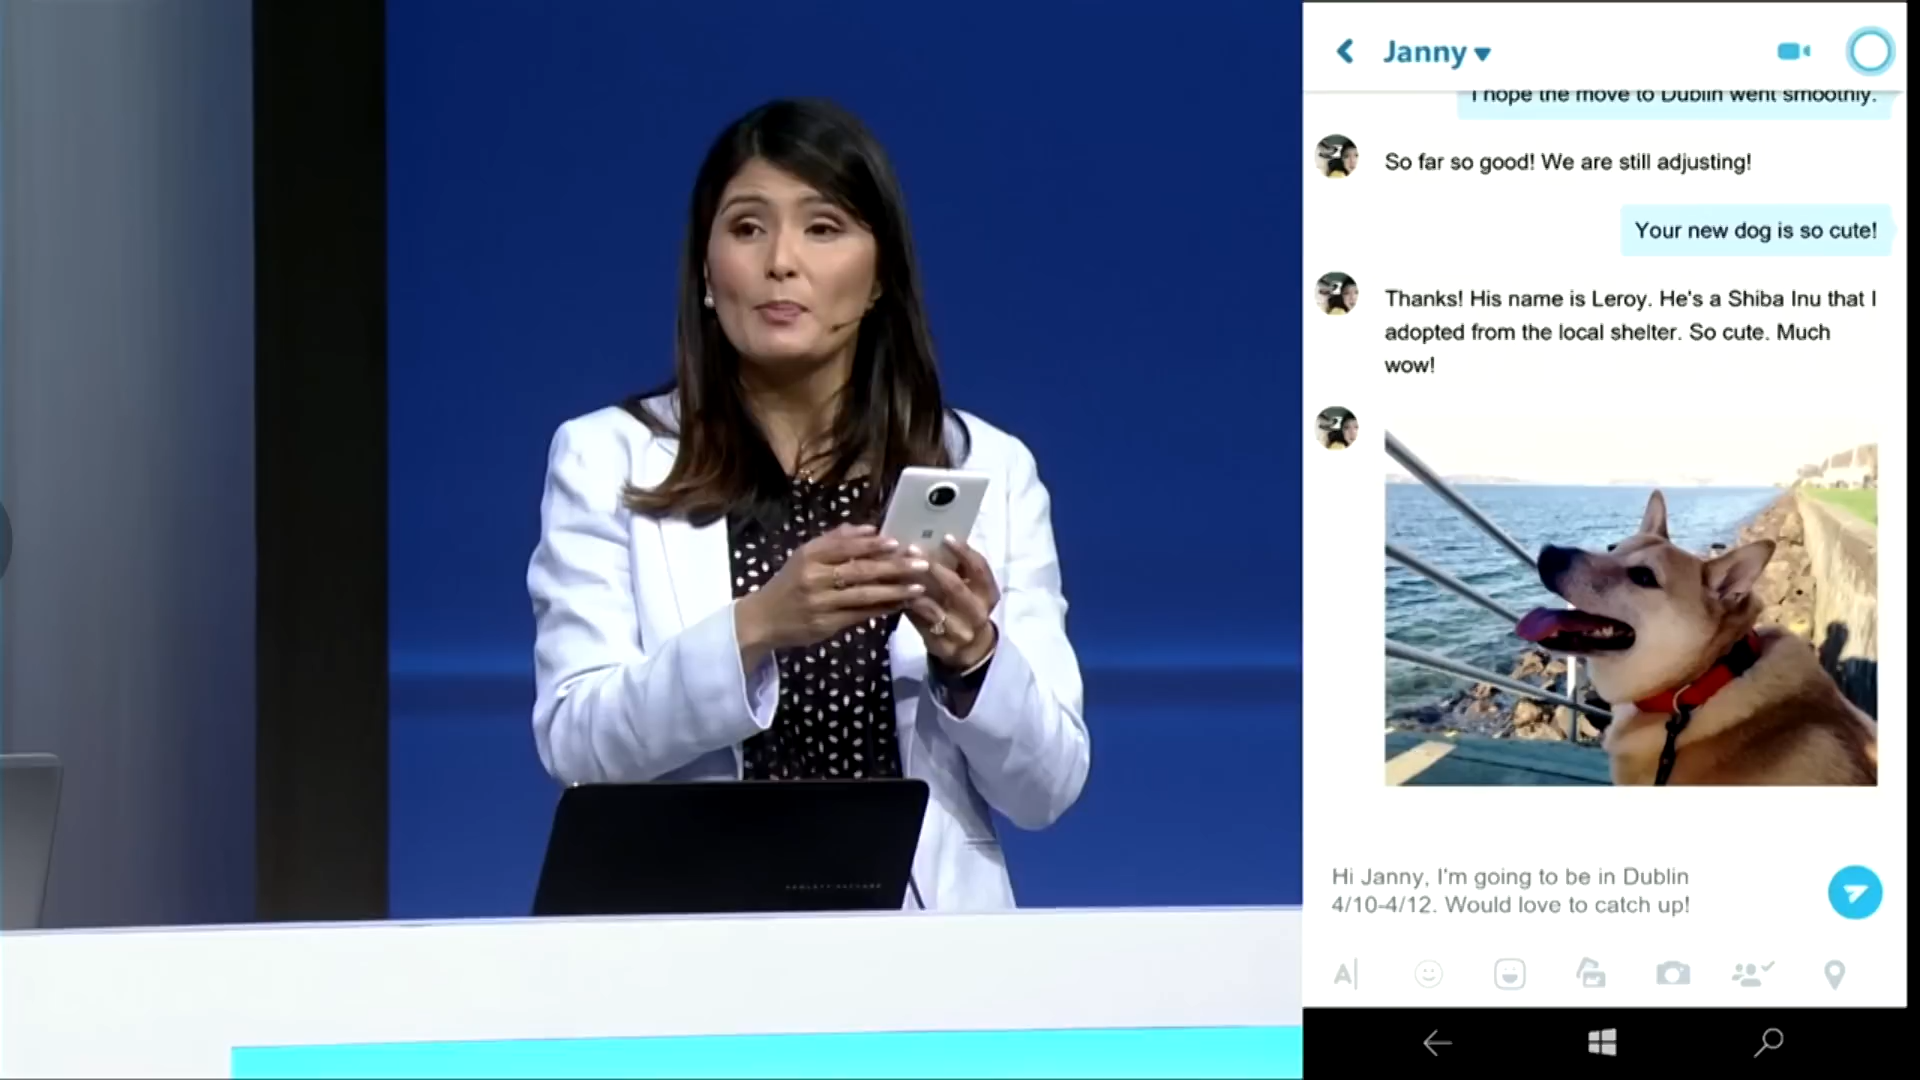 Janny
I hope the move to Dublin went smoothly.
So far so good! We are still adjusting!
Your new dog is so cute!
Thanks! His name is Leroy. He's a Shiba Inu that I
adopted from the local shelter. So cute. Much
wow!
Hi Janny, I'm going to be in Dublin
4/10-4/12. Would love to catch up!
A
HEWLETT-PACKARD